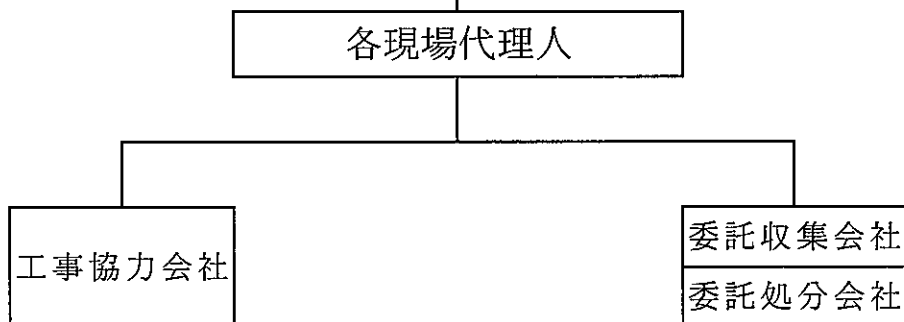 各現場代理人
工事協力会社
委託収集会社
委託処分会社